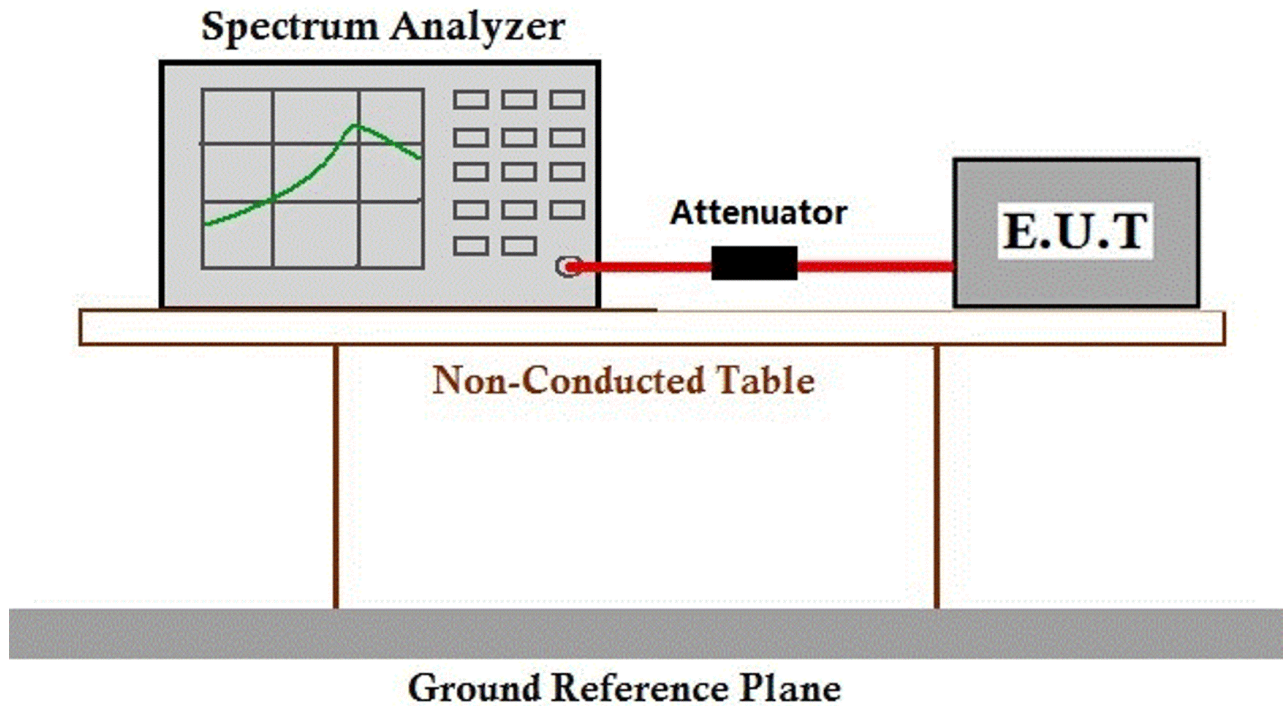 Spectrum Analyzer
Attenuator
E.U.T
Non-Conducted Table
Ground Reference Plane